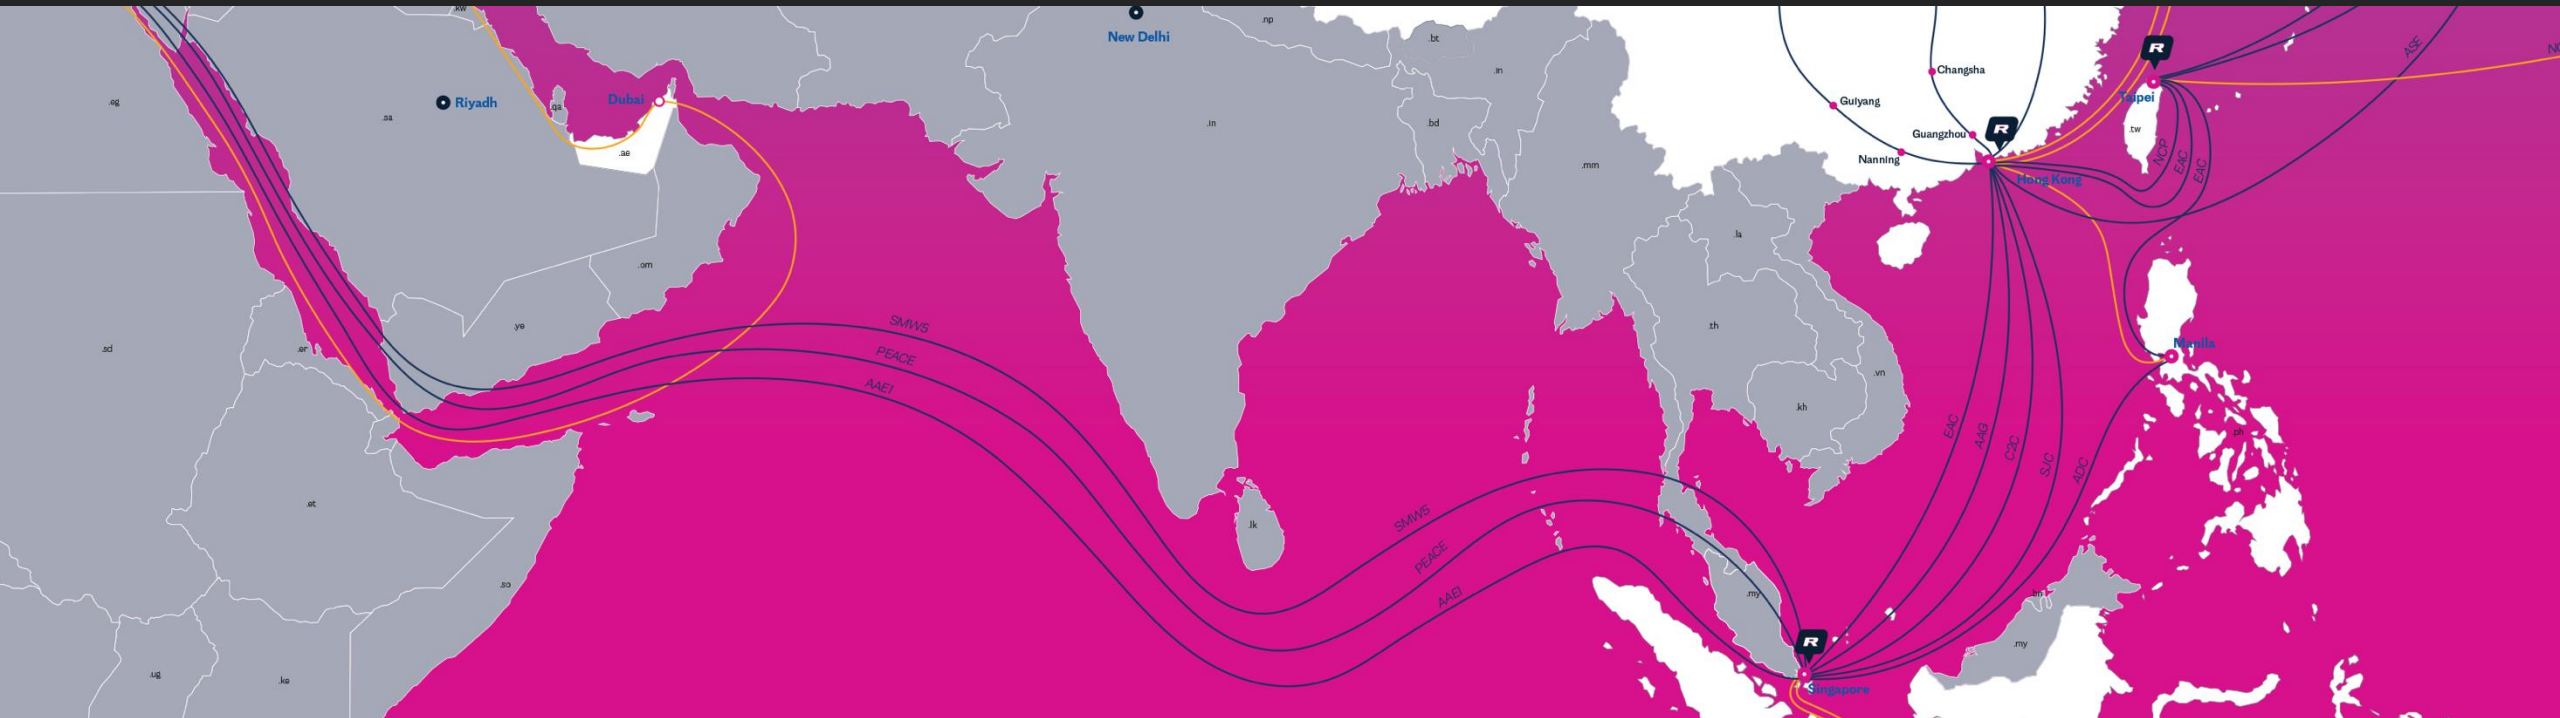 .kw
.np
New Delhi
.bt
ASE
.in
Changsha
.eg
Riyadh
.qa
Dubai
.sa
.in
.bd
Guiyang
Taipei
.tw
Guangzhou
R
R
.ae
.mm
Nanning
NCP
EAC
EAC
Hong Kong
.la
.om
SMW5
.ye
.th
.sd
.er
PEACE
Manila
AAE1
.vn
.kh
EAC
AAG
C2C
SJC
ADC
.ph
.et
.lk
SMW5
PEACE
AAE1
.so
.my
.bn
R
.my
.ug
.ke
Singapore